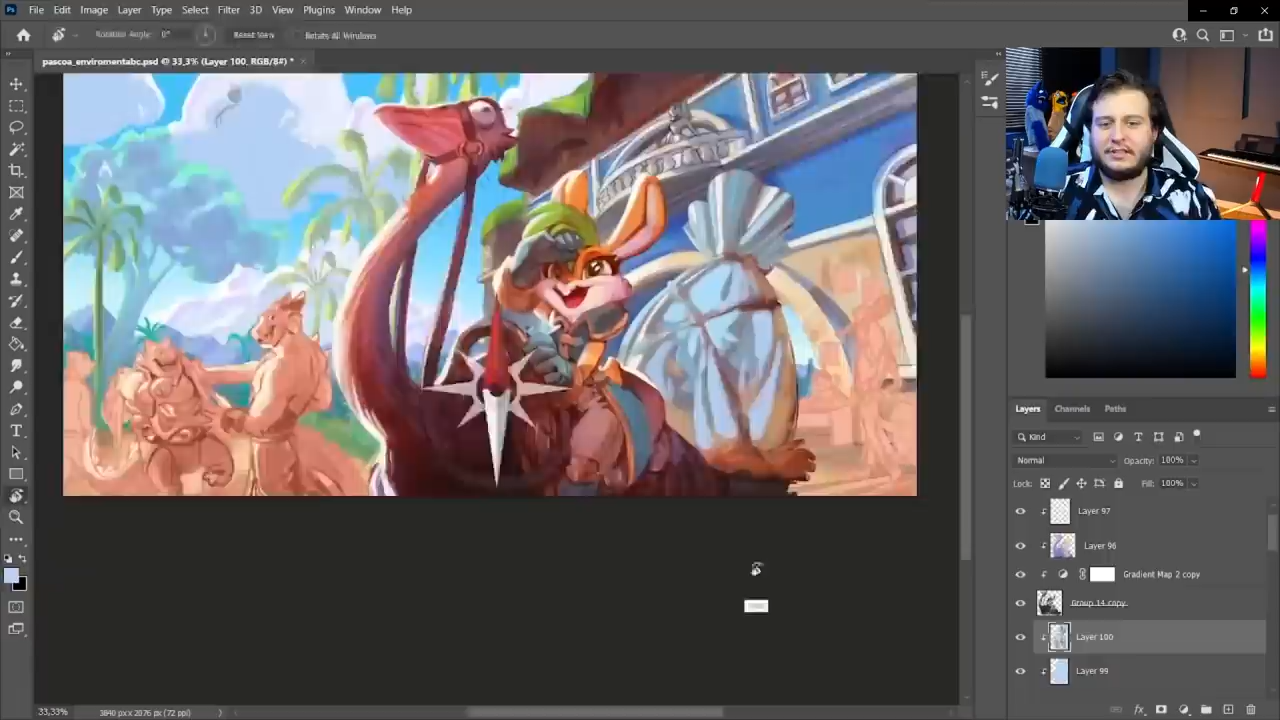 Ps File Edit Image Layer Type Select Filter 3D View Plugins Window Help
Rotation Angle: 0° Reset View Rotate All Windows
pascoa_enviromentabc.psd @ 33,3% (Layer 100, RGB/8#) *
Layers Channels Paths
Kind
Normal Opacity: 100%
Lock: Fill: 100%
Layer 97
Layer 96
Gradient Map 2 copy
Group 14 copy
Layer 100
Layer 99
33,33% 3840 px x 2076 px (72 ppi)